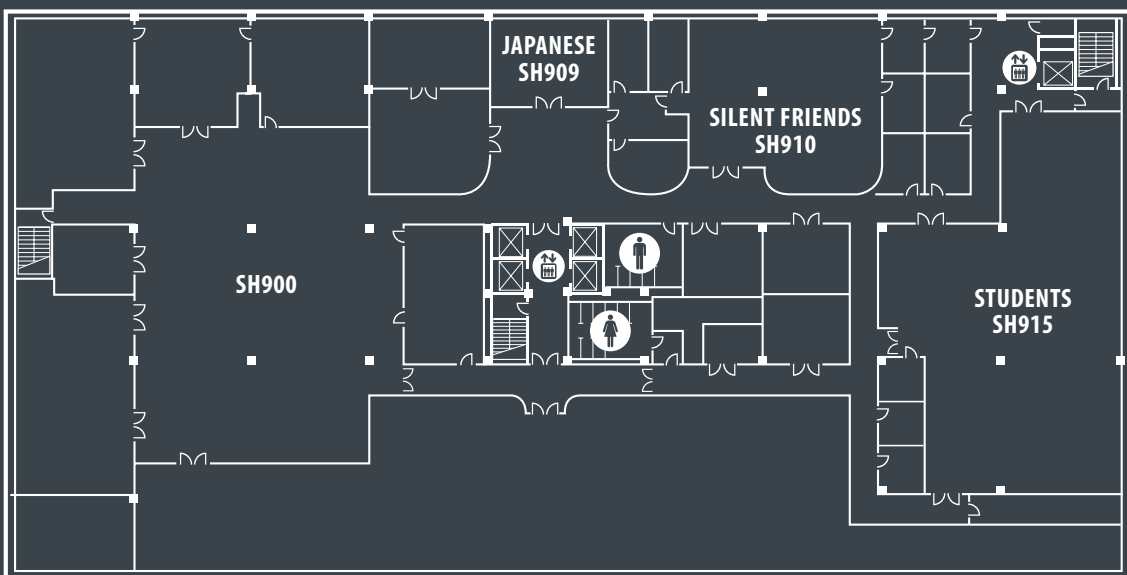 JAPANESE
SH909
SILENT FRIENDS
SH910
SH900
STUDENTS
SH915